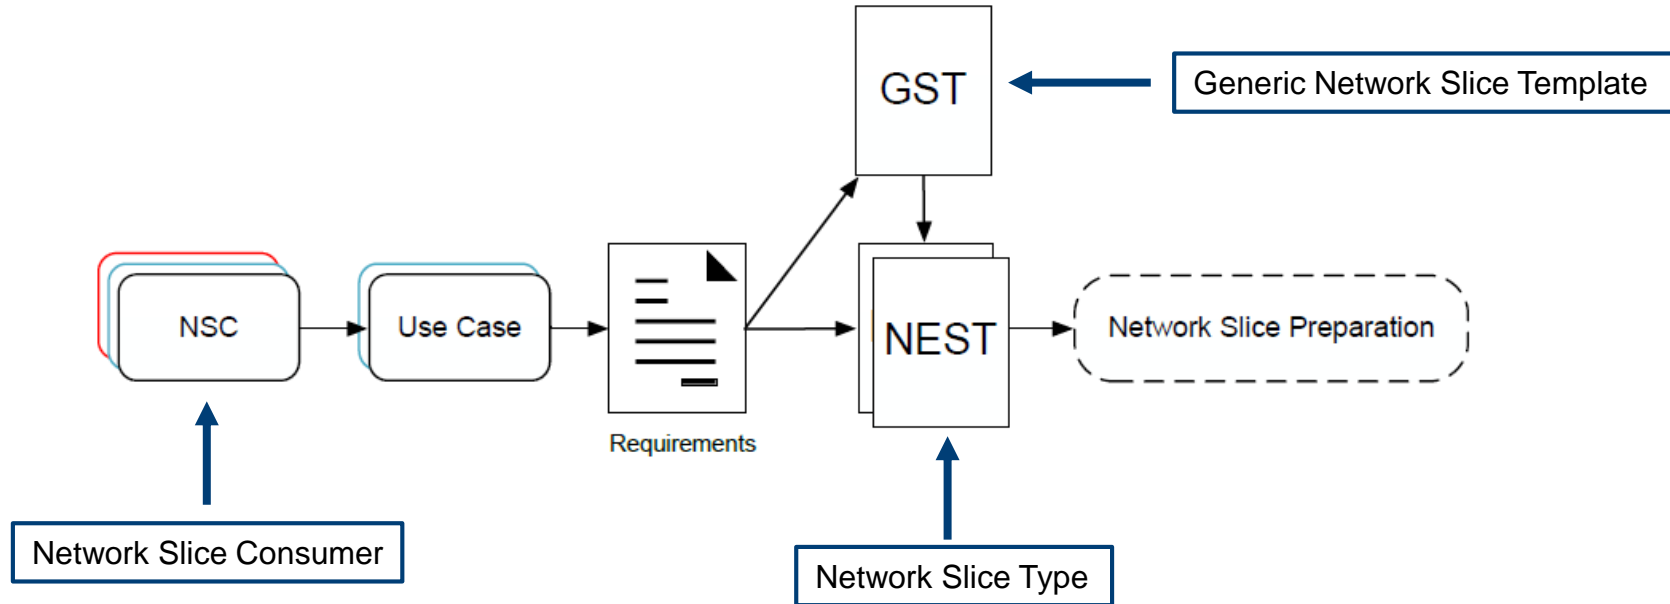 GST
Generic Network Slice Template
NSC
Use Case
NEST
Network Slice Preparation
Requirements
Network Slice Consumer
Network Slice Type